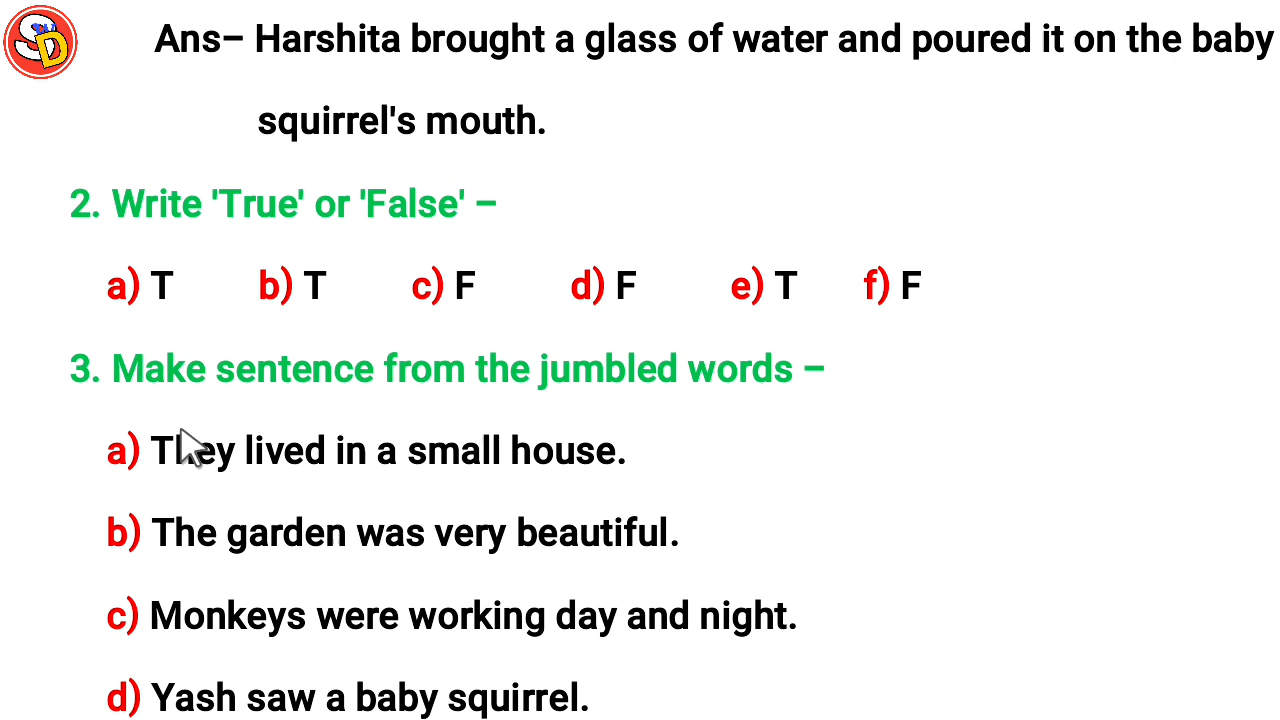 SD
Ans– Harshita brought a glass of water and poured it on the baby
squirrel's mouth.
2. Write 'True' or 'False' –
a) T b) T c) F d) F e) T f) F
3. Make sentence from the jumbled words –
a) They lived in a small house.
b) The garden was very beautiful.
c) Monkeys were working day and night.
d) Yash saw a baby squirrel.